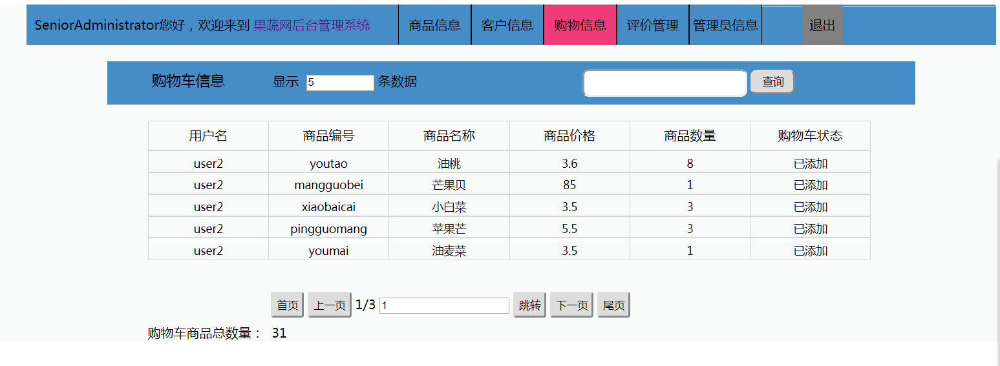 SeniorAdministrator您好，欢迎来到 果蔬网后台管理系统 商品信息 客户信息 购物信息 评价管理 管理员信息 退出
购物车信息 显示 5 条数据 查询
用户名 商品编号 商品名称 商品价格 商品数量 购物车状态
user2 youtao 油桃 3.6 8 已添加
user2 mangguobei 芒果贝 85 1 已添加
user2 xiaobaicai 小白菜 3.5 3 已添加
user2 pingguomang 苹果芒 5.5 3 已添加
user2 youmai 油麦菜 3.5 1 已添加
首页 上一页 1/3 1 跳转 下一页 尾页
购物车商品总数量： 31